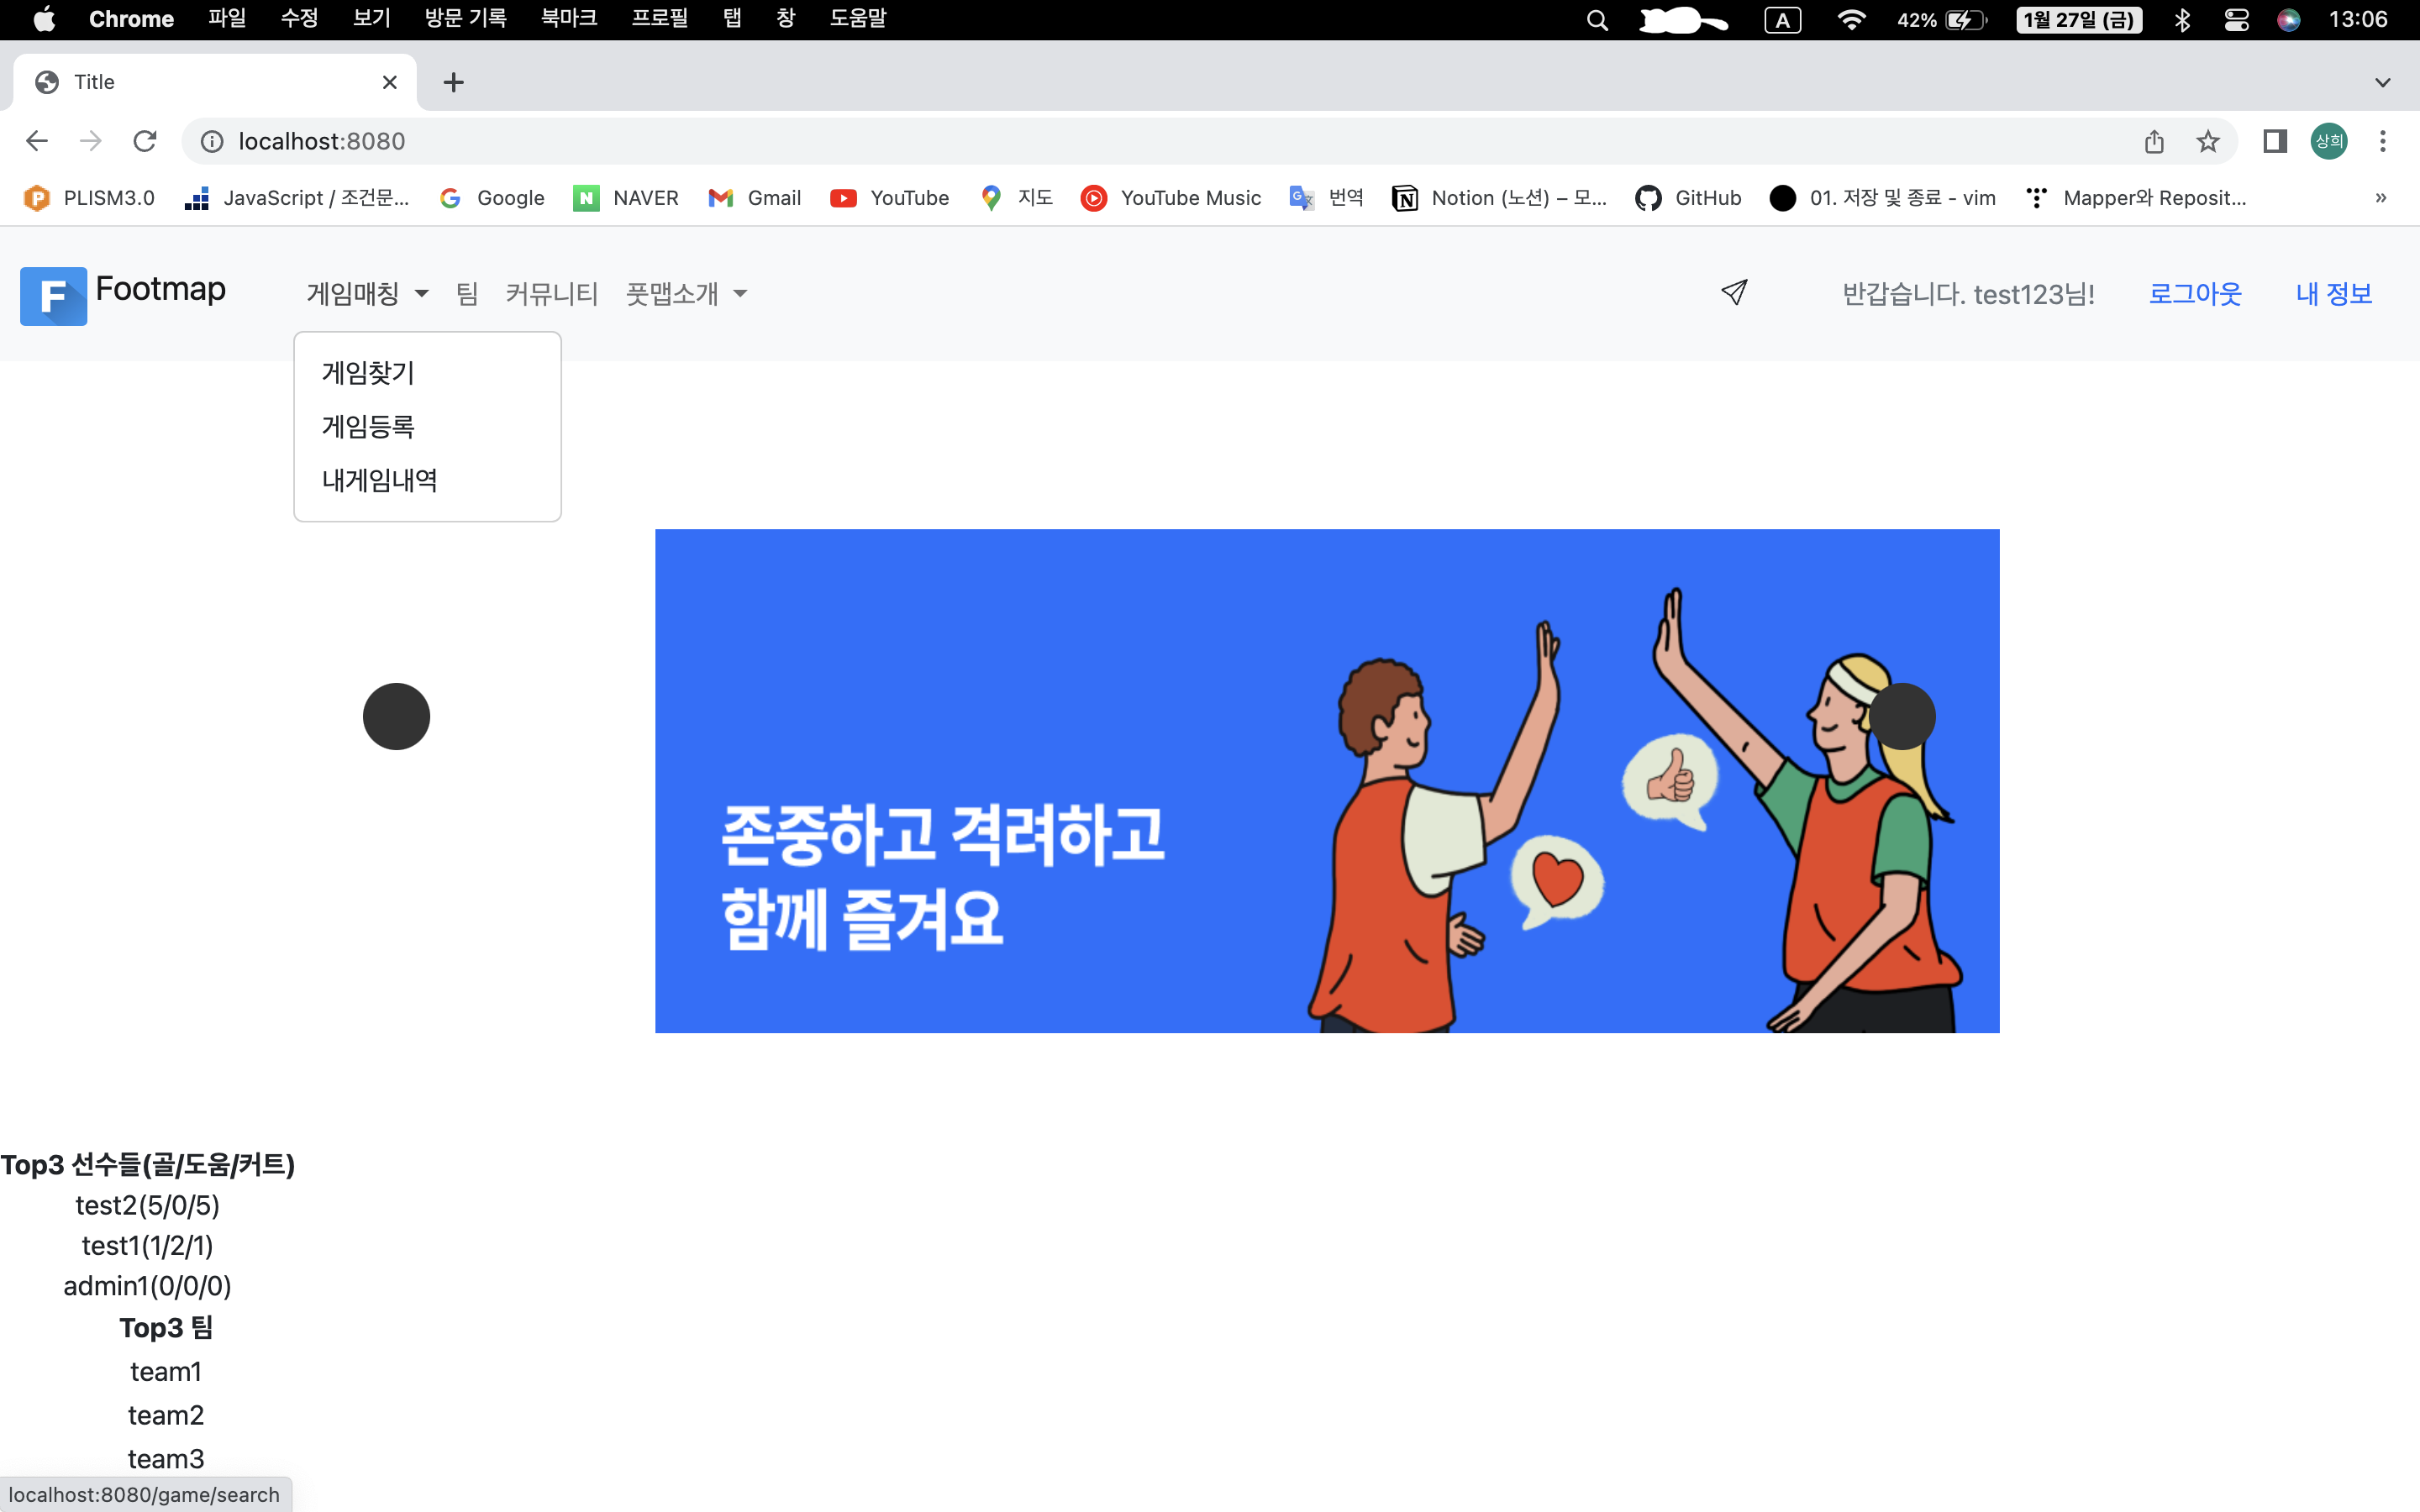 Chrome 파일 수정 보기 방문 기록 북마크 프로필 탭 창 도움말 A 42% 1월 27일 (금) 13:06
Title
localhost:8080 상희
PLISM3.0 JavaScript / 조건문... Google NAVER Gmail YouTube 지도 YouTube Music 번역 Notion (노션) – 모... GitHub 01. 저장 및 종료 - vim Mapper와 Reposit... »
F Footmap 게임매칭 팀 커뮤니티 풋맵소개 반갑습니다. test123님! 로그아웃 내 정보
게임찾기
게임등록
내게임내역
존중하고 격려하고
함께 즐겨요
Top3 선수들(골/도움/커트)
test2(5/0/5)
test1(1/2/1)
admin1(0/0/0)
Top3 팀
team1
team2
team3
localhost:8080/game/search